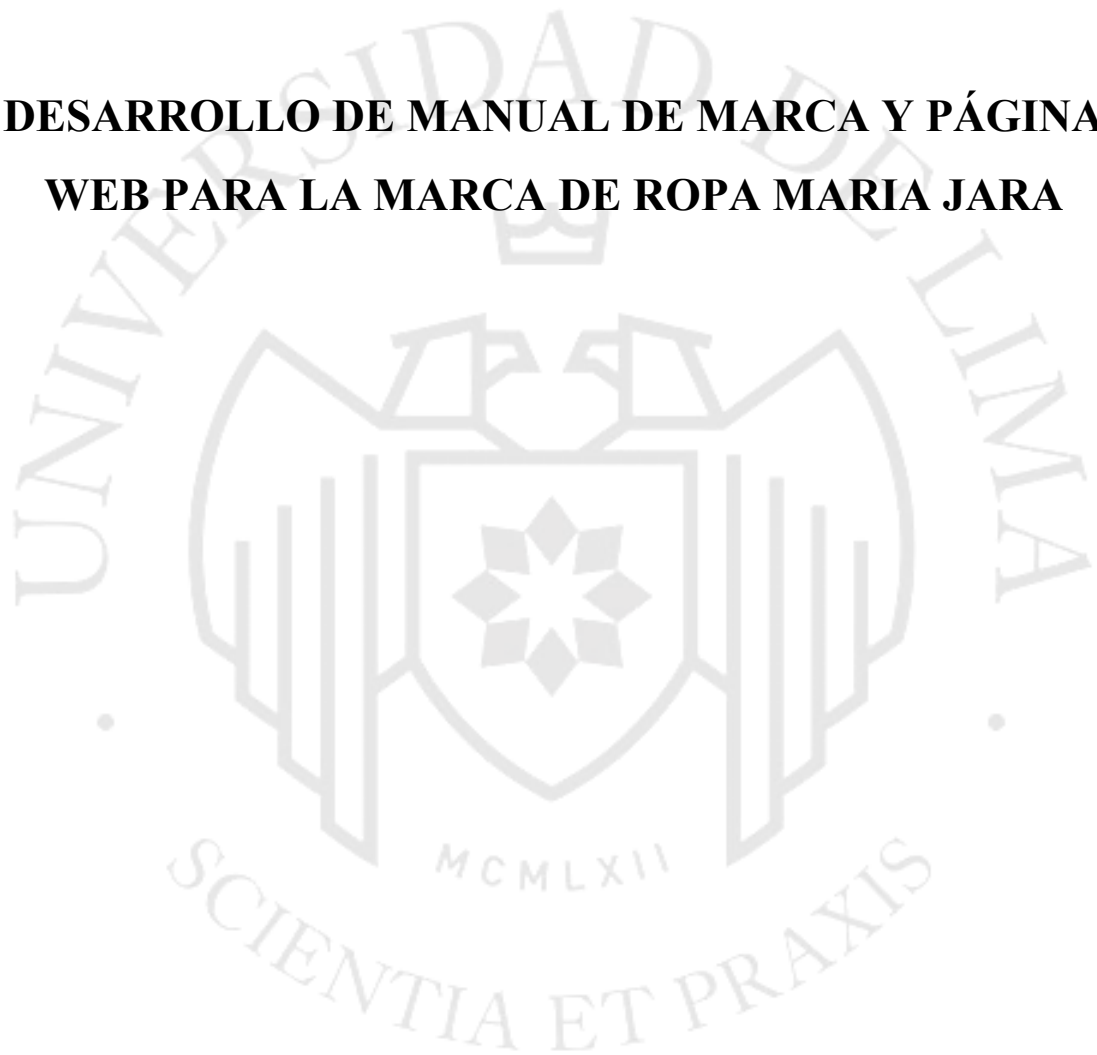 DESARROLLO DE MANUAL DE MARCA Y PÁGINA
WEB PARA LA MARCA DE ROPA MARIA JARA
UNIVERSIDAD DE LIMA
MCMLXII
SCIENTIA ET PRAXIS